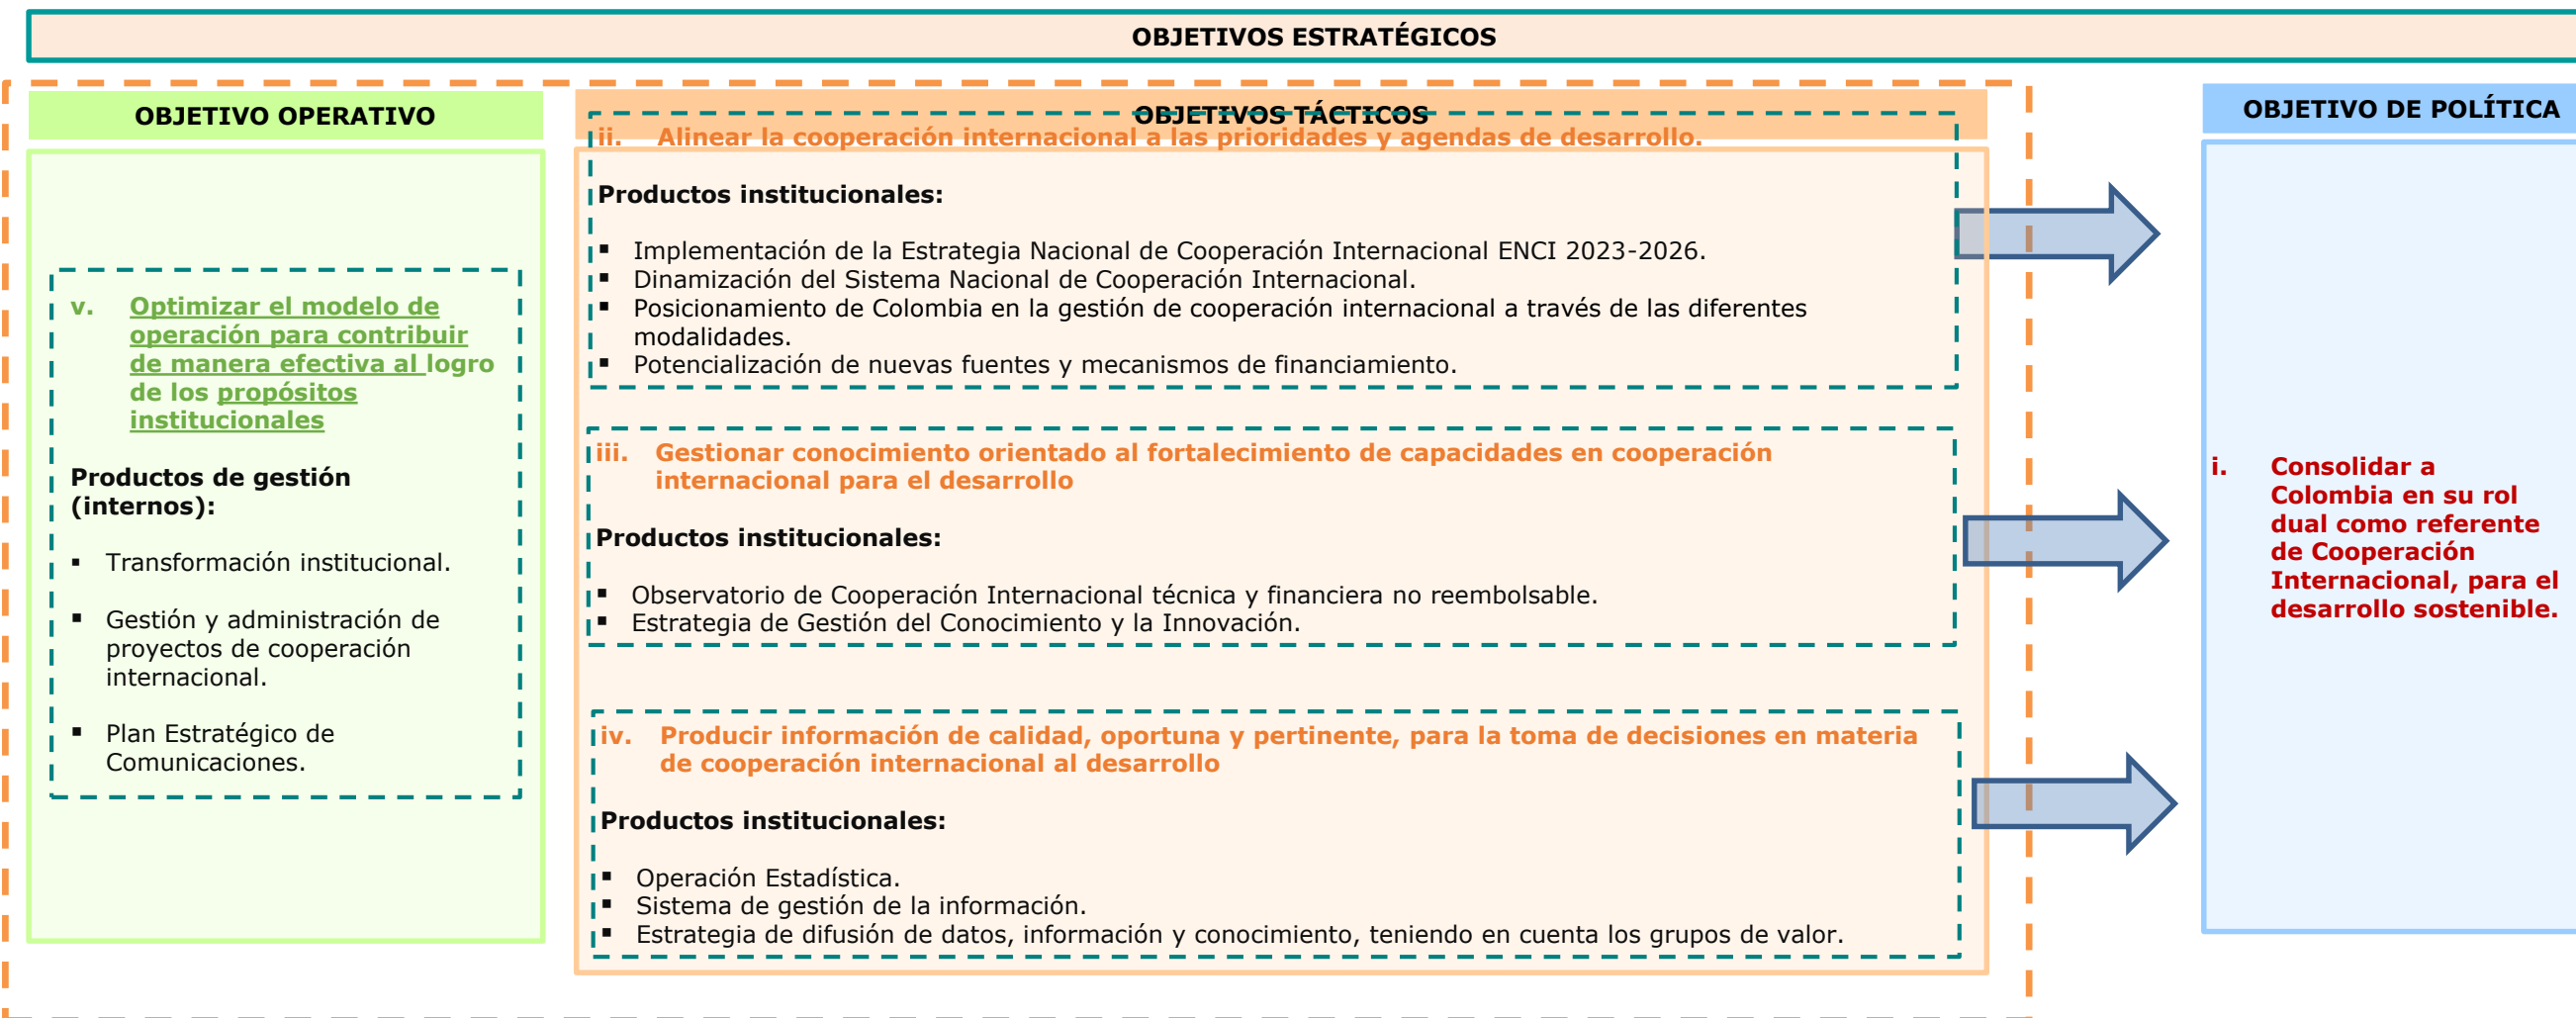 OBJETIVOS ESTRATÉGICOS
OBJETIVO OPERATIVO
v. Optimizar el modelo de
operación para contribuir
de manera efectiva al logro
de los propósitos
institucionales
Productos de gestión
(internos):
▪ Transformación institucional.
▪ Gestión y administración de
proyectos de cooperación
internacional.
▪ Plan Estratégico de
Comunicaciones.
OBJETIVOS TÁCTICOS
ii. Alinear la cooperación internacional a las prioridades y agendas de desarrollo.
Productos institucionales:
▪ Implementación de la Estrategia Nacional de Cooperación Internacional ENCI 2023-2026.
▪ Dinamización del Sistema Nacional de Cooperación Internacional.
▪ Posicionamiento de Colombia en la gestión de cooperación internacional a través de las diferentes
modalidades.
▪ Potencialización de nuevas fuentes y mecanismos de financiamiento.
iii. Gestionar conocimiento orientado al fortalecimiento de capacidades en cooperación
internacional para el desarrollo
Productos institucionales:
▪ Observatorio de Cooperación Internacional técnica y financiera no reembolsable.
▪ Estrategia de Gestión del Conocimiento y la Innovación.
iv. Producir información de calidad, oportuna y pertinente, para la toma de decisiones en materia
de cooperación internacional al desarrollo
Productos institucionales:
▪ Operación Estadística.
▪ Sistema de gestión de la información.
▪ Estrategia de difusión de datos, información y conocimiento, teniendo en cuenta los grupos de valor.
OBJETIVO DE POLÍTICA
i. Consolidar a
Colombia en su rol
dual como referente
de Cooperación
Internacional, para el
desarrollo sostenible.